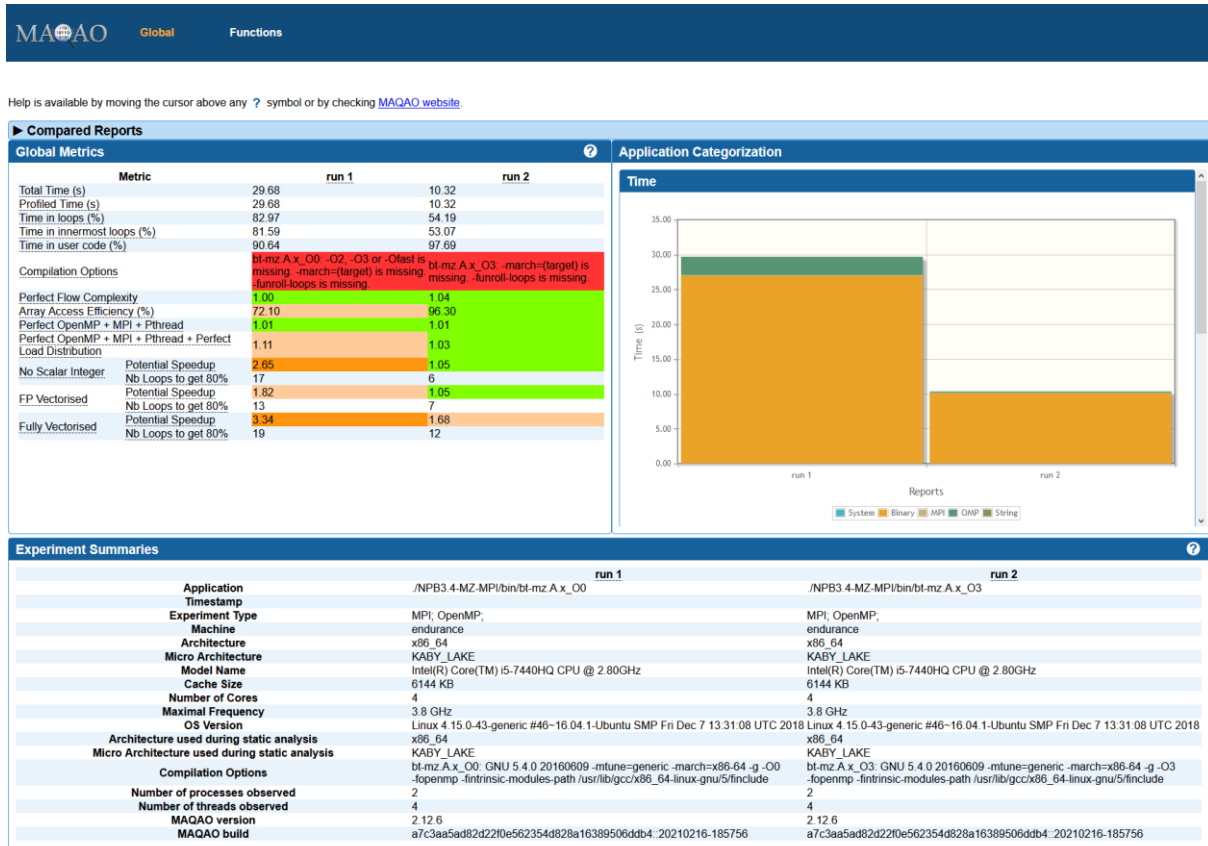 MAQAO Global Functions
Help is available by moving the cursor above any ? symbol or by checking MAQAO website.
▶ Compared Reports
Global Metrics ?
Metric run 1 run 2
Total Time (s) 29.68 10.32
Profiled Time (s) 29.68 10.32
Time in loops (%) 82.97 54.19
Time in innermost loops (%) 81.59 53.07
Time in user code (%) 90.64 97.69
Compilation Options
bt-mz.A.x_O0: -O2, -O3 or -Ofast is
missing. -march=(target) is missing.
-funroll-loops is missing.
bt-mz.A.x_O3: -march=(target) is
missing. -funroll-loops is missing.
Perfect Flow Complexity 1.00 1.04
Array Access Efficiency (%) 72.10 96.30
Perfect OpenMP + MPI + Pthread 1.01 1.01
Perfect OpenMP + MPI + Pthread + Perfect
Load Distribution 1.11 1.03
No Scalar Integer
Potential Speedup 2.65 1.05
Nb Loops to get 80% 17 6
FP Vectorised
Potential Speedup 1.82 1.05
Nb Loops to get 80% 13 7
Fully Vectorised
Potential Speedup 3.34 1.68
Nb Loops to get 80% 19 12
Application Categorization
Time
35.00
30.00
25.00
20.00
15.00
10.00
5.00
0.00
Time (s)
run 1 run 2
Reports
System Binary MPI OMP String
Experiment Summaries ?
run 1 run 2
Application ./NPB3.4-MZ-MPI/bin/bt-mz.A.x_O0 ./NPB3.4-MZ-MPI/bin/bt-mz.A.x_O3
Timestamp
Experiment Type MPI; OpenMP; MPI; OpenMP;
Machine endurance endurance
Architecture x86_64 x86_64
Micro Architecture KABY_LAKE KABY_LAKE
Model Name Intel(R) Core(TM) i5-7440HQ CPU @ 2.80GHz Intel(R) Core(TM) i5-7440HQ CPU @ 2.80GHz
Cache Size 6144 KB 6144 KB
Number of Cores 4 4
Maximal Frequency 3.8 GHz 3.8 GHz
OS Version Linux 4.15.0-43-generic #46~16.04.1-Ubuntu SMP Fri Dec 7 13:31:08 UTC 2018 Linux 4.15.0-43-generic #46~16.04.1-Ubuntu SMP Fri Dec 7 13:31:08 UTC 2018
Architecture used during static analysis x86_64 x86_64
Micro Architecture used during static analysis KABY_LAKE KABY_LAKE
Compilation Options
bt-mz.A.x_O0: GNU 5.4.0 20160609 -mtune=generic -march=x86-64 -g -O0
-fopenmp -fintrinsic-modules-path /usr/lib/gcc/x86_64-linux-gnu/5/finclude
bt-mz.A.x_O3: GNU 5.4.0 20160609 -mtune=generic -march=x86-64 -g -O3
-fopenmp -fintrinsic-modules-path /usr/lib/gcc/x86_64-linux-gnu/5/finclude
Number of processes observed 2 2
Number of threads observed 4 4
MAQAO version 2.12.6 2.12.6
MAQAO build a7c3aa5ad82d22f0e562354d828a16389506ddb4::20210216-185756 a7c3aa5ad82d22f0e562354d828a16389506ddb4::20210216-185756